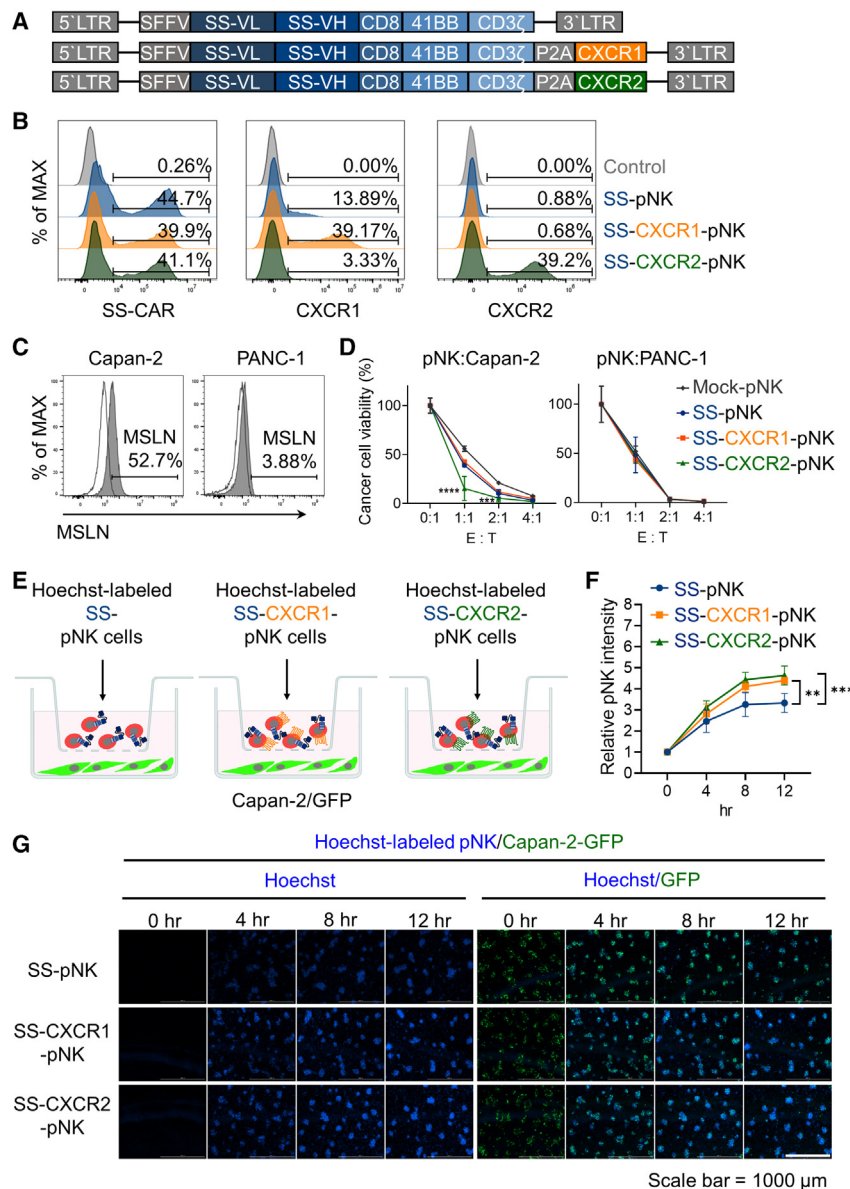 A
5`LTR SFFV SS-VL SS-VH CD8 41BB CD3ζ 3`LTR
5`LTR SFFV SS-VL SS-VH CD8 41BB CD3ζ P2A CXCR1 3`LTR
5`LTR SFFV SS-VL SS-VH CD8 41BB CD3ζ P2A CXCR2 3`LTR
B
% of MAX
0.26%
44.7%
39.9%
41.1%
0 10⁴ 10⁵ 10⁷
SS-CAR
0.00%
13.89%
39.17%
3.33%
CXCR1
0.00%
0.88%
0.68%
39.2%
CXCR2
Control
SS-pNK
SS-CXCR1-pNK
SS-CXCR2-pNK
C
Capan-2 PANC-1
% of MAX
MSLN
52.7%
MSLN
3.88%
MSLN
D
pNK:Capan-2 pNK:PANC-1
Cancer cell viability (%)
100
50
0
****
***
0:1 1:1 2:1 4:1
E : T
100
50
0
0:1 1:1 2:1 4:1
E : T
Mock-pNK
SS-pNK
SS-CXCR1-pNK
SS-CXCR2-pNK
E
Hoechst-labeled
SS-
pNK cells
Hoechst-labeled
SS-CXCR1-
pNK cells
Hoechst-labeled
SS-CXCR2-
pNK cells
Capan-2/GFP
F
SS-pNK
SS-CXCR1-pNK
SS-CXCR2-pNK
Relative pNK intensity
8
7
6
5
4
3
2
1
0
** ***
0 4 8 12
hr
G
Hoechst-labeled pNK/Capan-2-GFP
Hoechst Hoechst/GFP
0 hr 4 hr 8 hr 12 hr 0 hr 4 hr 8 hr 12 hr
SS-pNK
SS-CXCR1
-pNK
SS-CXCR2
-pNK
Scale bar = 1000 µm